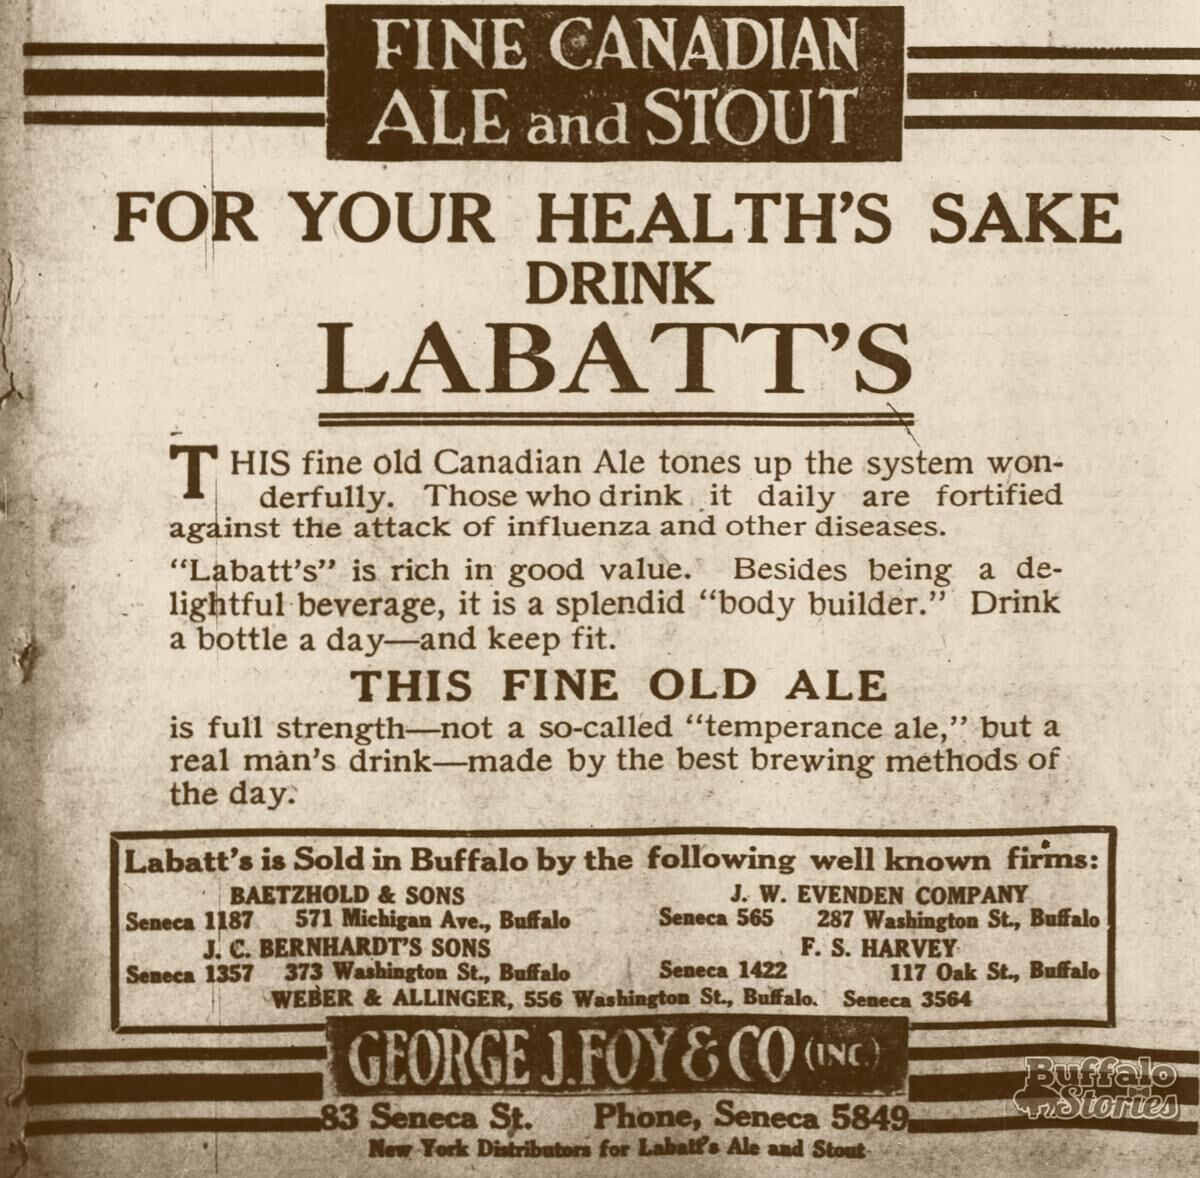 FINE CANADIAN
ALE and STOUT
FOR YOUR HEALTH'S SAKE
DRINK
LABATT'S
THIS fine old Canadian Ale tones up the system won-
derfully. Those who drink it daily are fortified
against the attack of influenza and other diseases.
"Labatt's" is rich in good value. Besides being a de-
lightful beverage, it is a splendid "body builder." Drink
a bottle a day—and keep fit.
THIS FINE OLD ALE
is full strength—not a so-called "temperance ale," but a
real man's drink—made by the best brewing methods of
the day.
Labatt's is Sold in Buffalo by the following well known firms:
BAETZHOLD & SONS
Seneca 1187 571 Michigan Ave., Buffalo
J. C. BERNHARDT'S SONS
Seneca 1357 373 Washington St., Buffalo
J. W. EVENDEN COMPANY
Seneca 565 287 Washington St., Buffalo
F. S. HARVEY
Seneca 1422 117 Oak St., Buffalo
WEBER & ALLINGER, 556 Washington St., Buffalo. Seneca 3564
GEORGE J. FOY & CO (INC.)
83 Seneca St. Phone, Seneca 5849
New York Distributors for Labatt's Ale and Stout
Buffalo
Stories